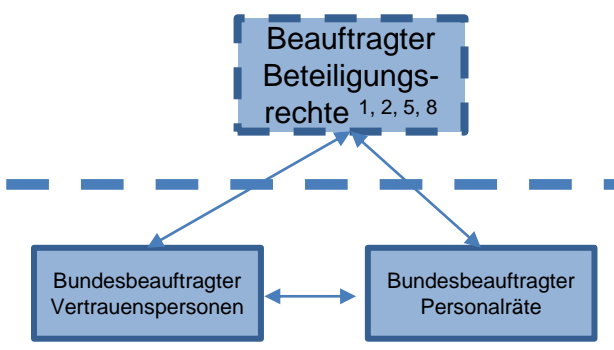 Beauftragter
Beteiligungs-
rechte 1, 2, 5, 8
Bundesbeauftragter
Vertrauenspersonen
Bundesbeauftragter
Personalräte